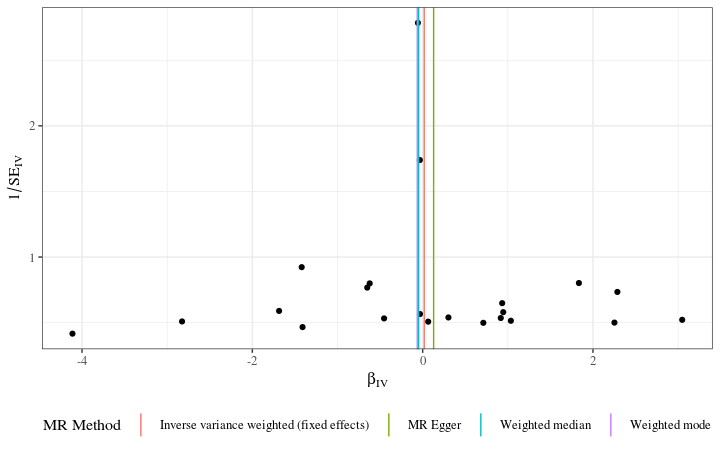 2
1
1/SE_IV
-4 -2 0 2
β_IV
MR Method Inverse variance weighted (fixed effects) MR Egger Weighted median Weighted mode